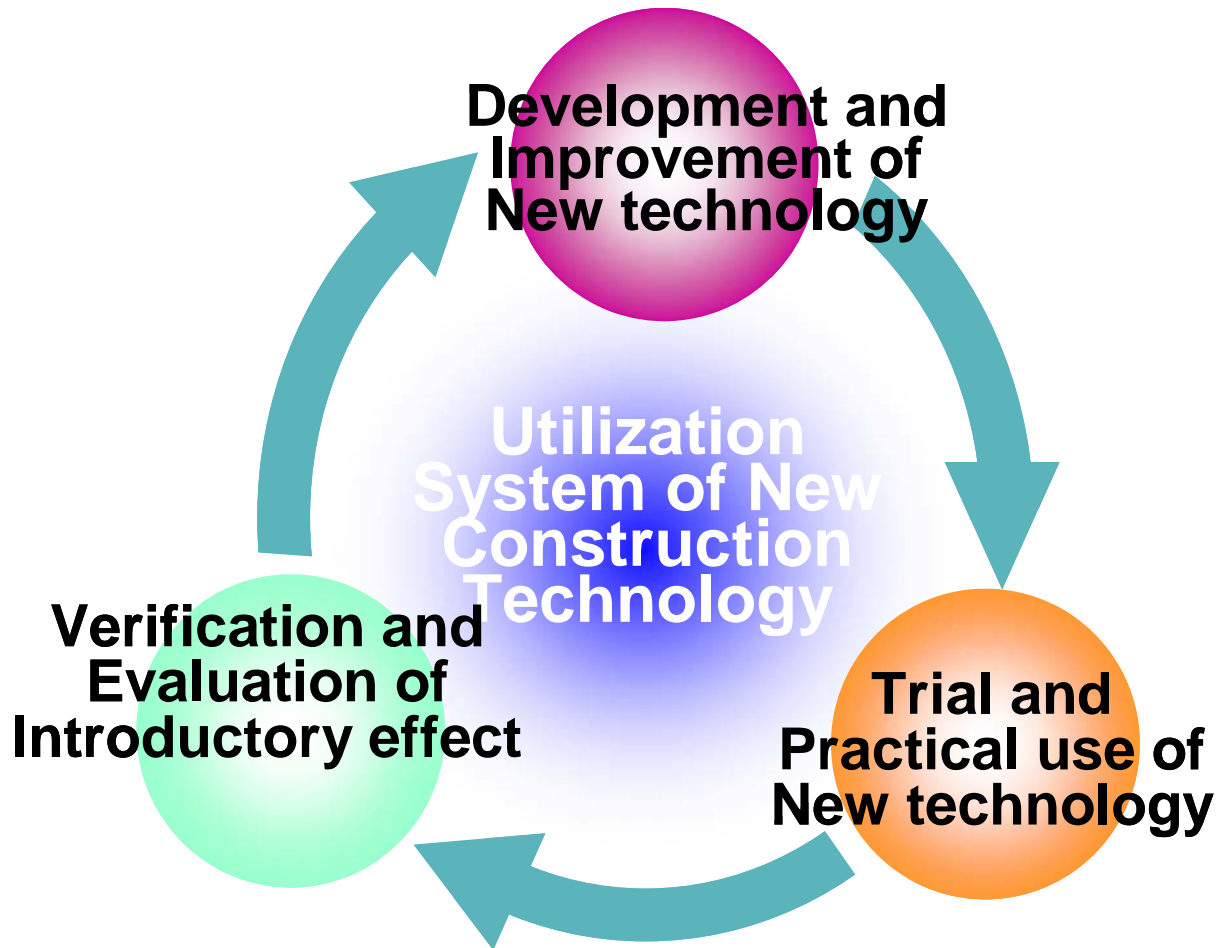 Development and
Improvement of
New technology
Utilization
System of New
Construction
Technology
Verification and
Evaluation of
Introductory effect
Trial and
Practical use of
New technology